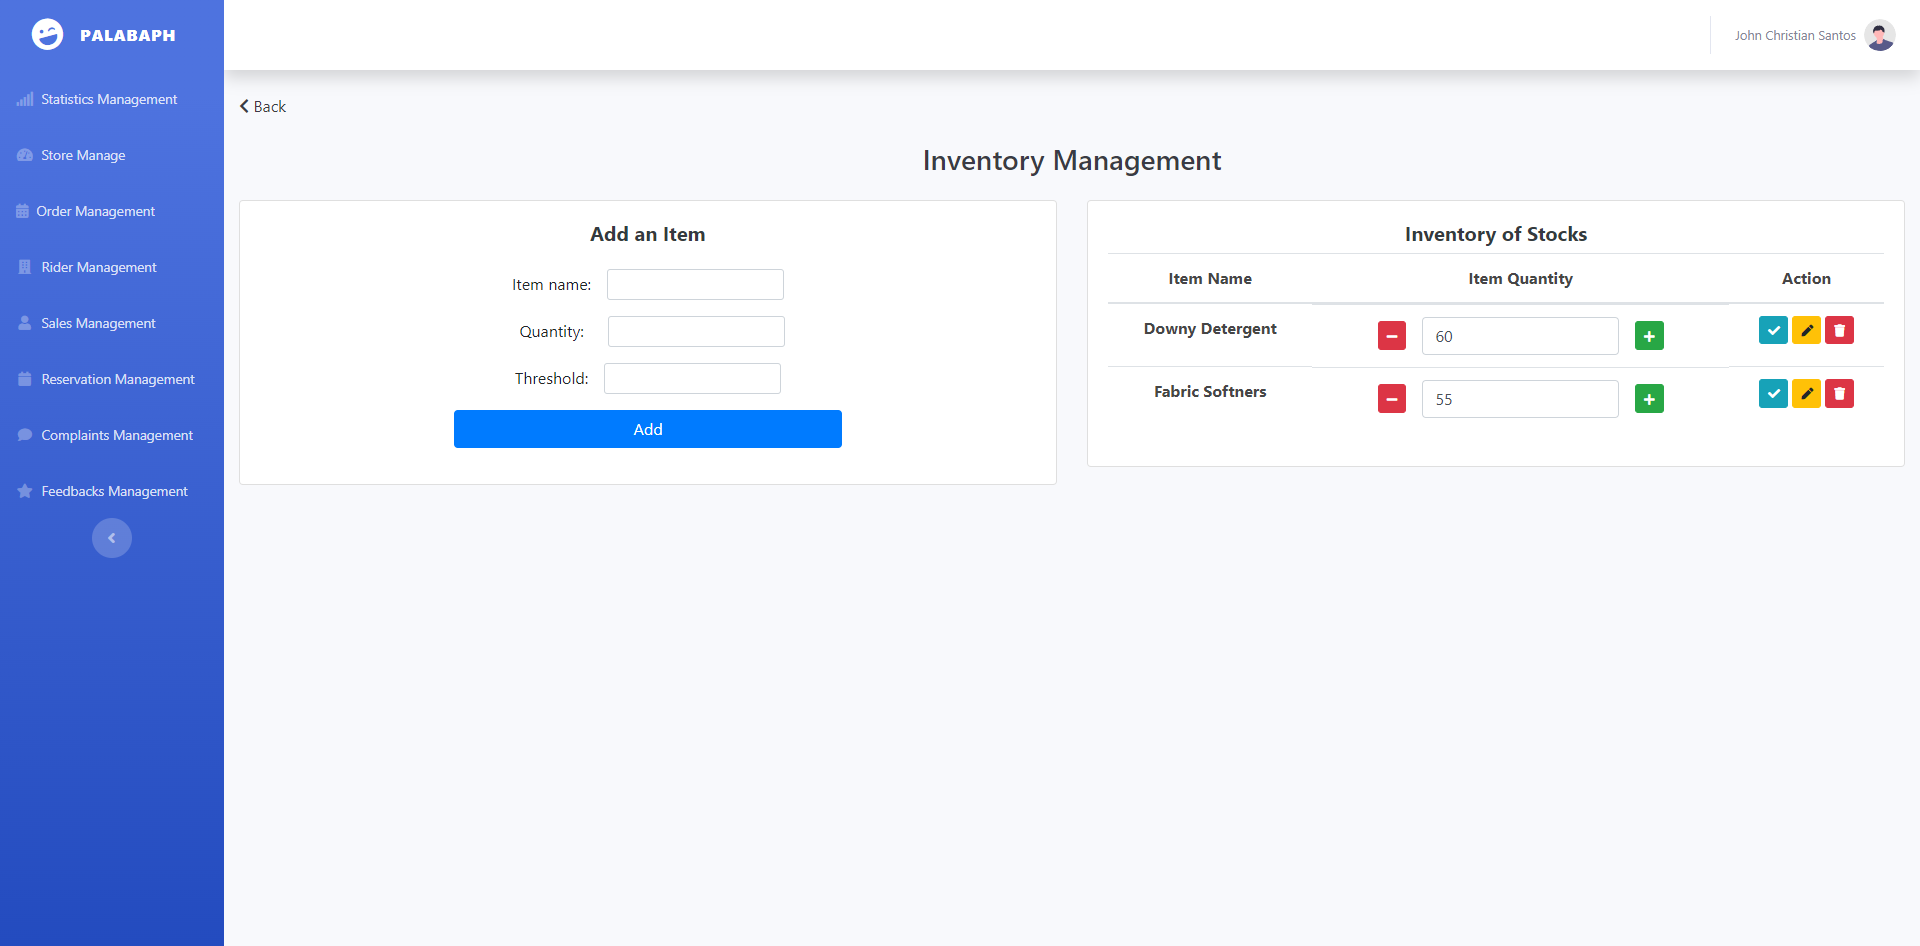 PALABAPH
John Christian Santos
Statistics Management
Store Manage
Order Management
Rider Management
Sales Management
Reservation Management
Complaints Management
Feedbacks Management
Back
Inventory Management
Add an Item
Item name:
Quantity:
Threshold:
Add
Inventory of Stocks
Item Name Item Quantity Action
Downy Detergent 60
Fabric Softners 55